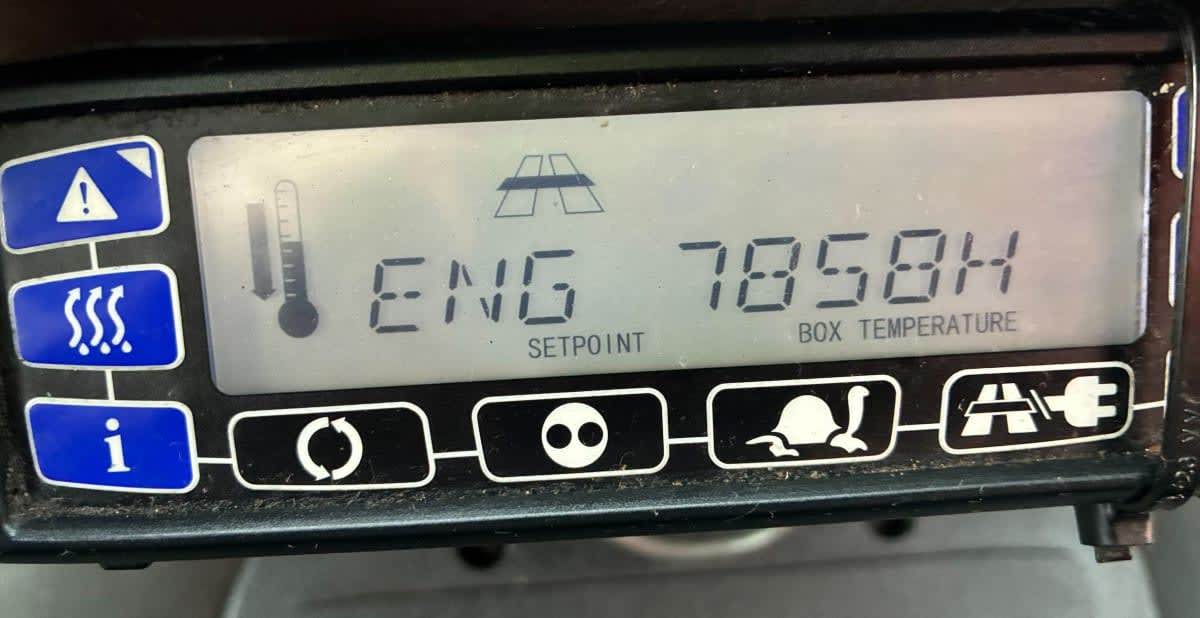 ENG 7858H
SETPOINT BOX TEMPERATURE
i